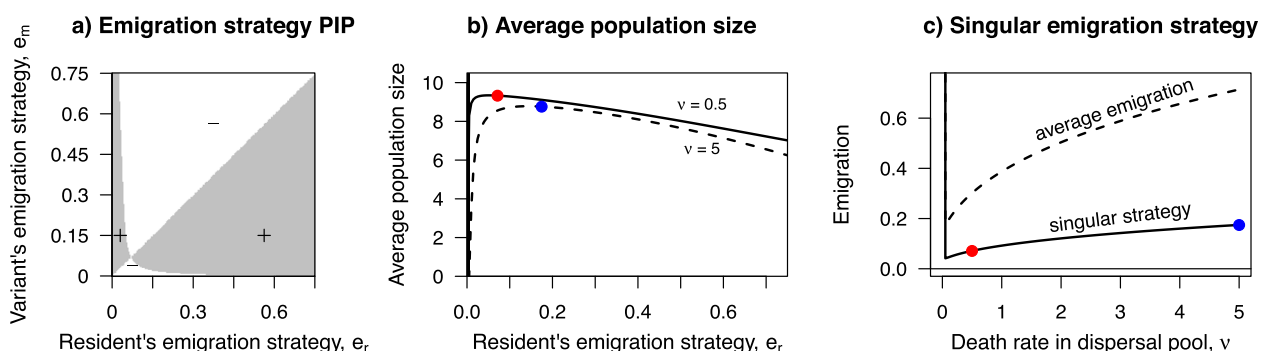 a) Emigration strategy PIP
Variant's emigration strategy, em
0.75
0.6
0.45
0.3
0.15
0
−
+
+
−
0
0.3
0.6
Resident's emigration strategy, er
b) Average population size
Average population size
10
8
6
4
2
0
ν = 0.5
ν = 5
0.0
0.2
0.4
0.6
Resident's emigration strategy, er
c) Singular emigration strategy
Emigration
0.6
0.4
0.2
0.0
average emigration
singular strategy
0
1
2
3
4
5
Death rate in dispersal pool, ν